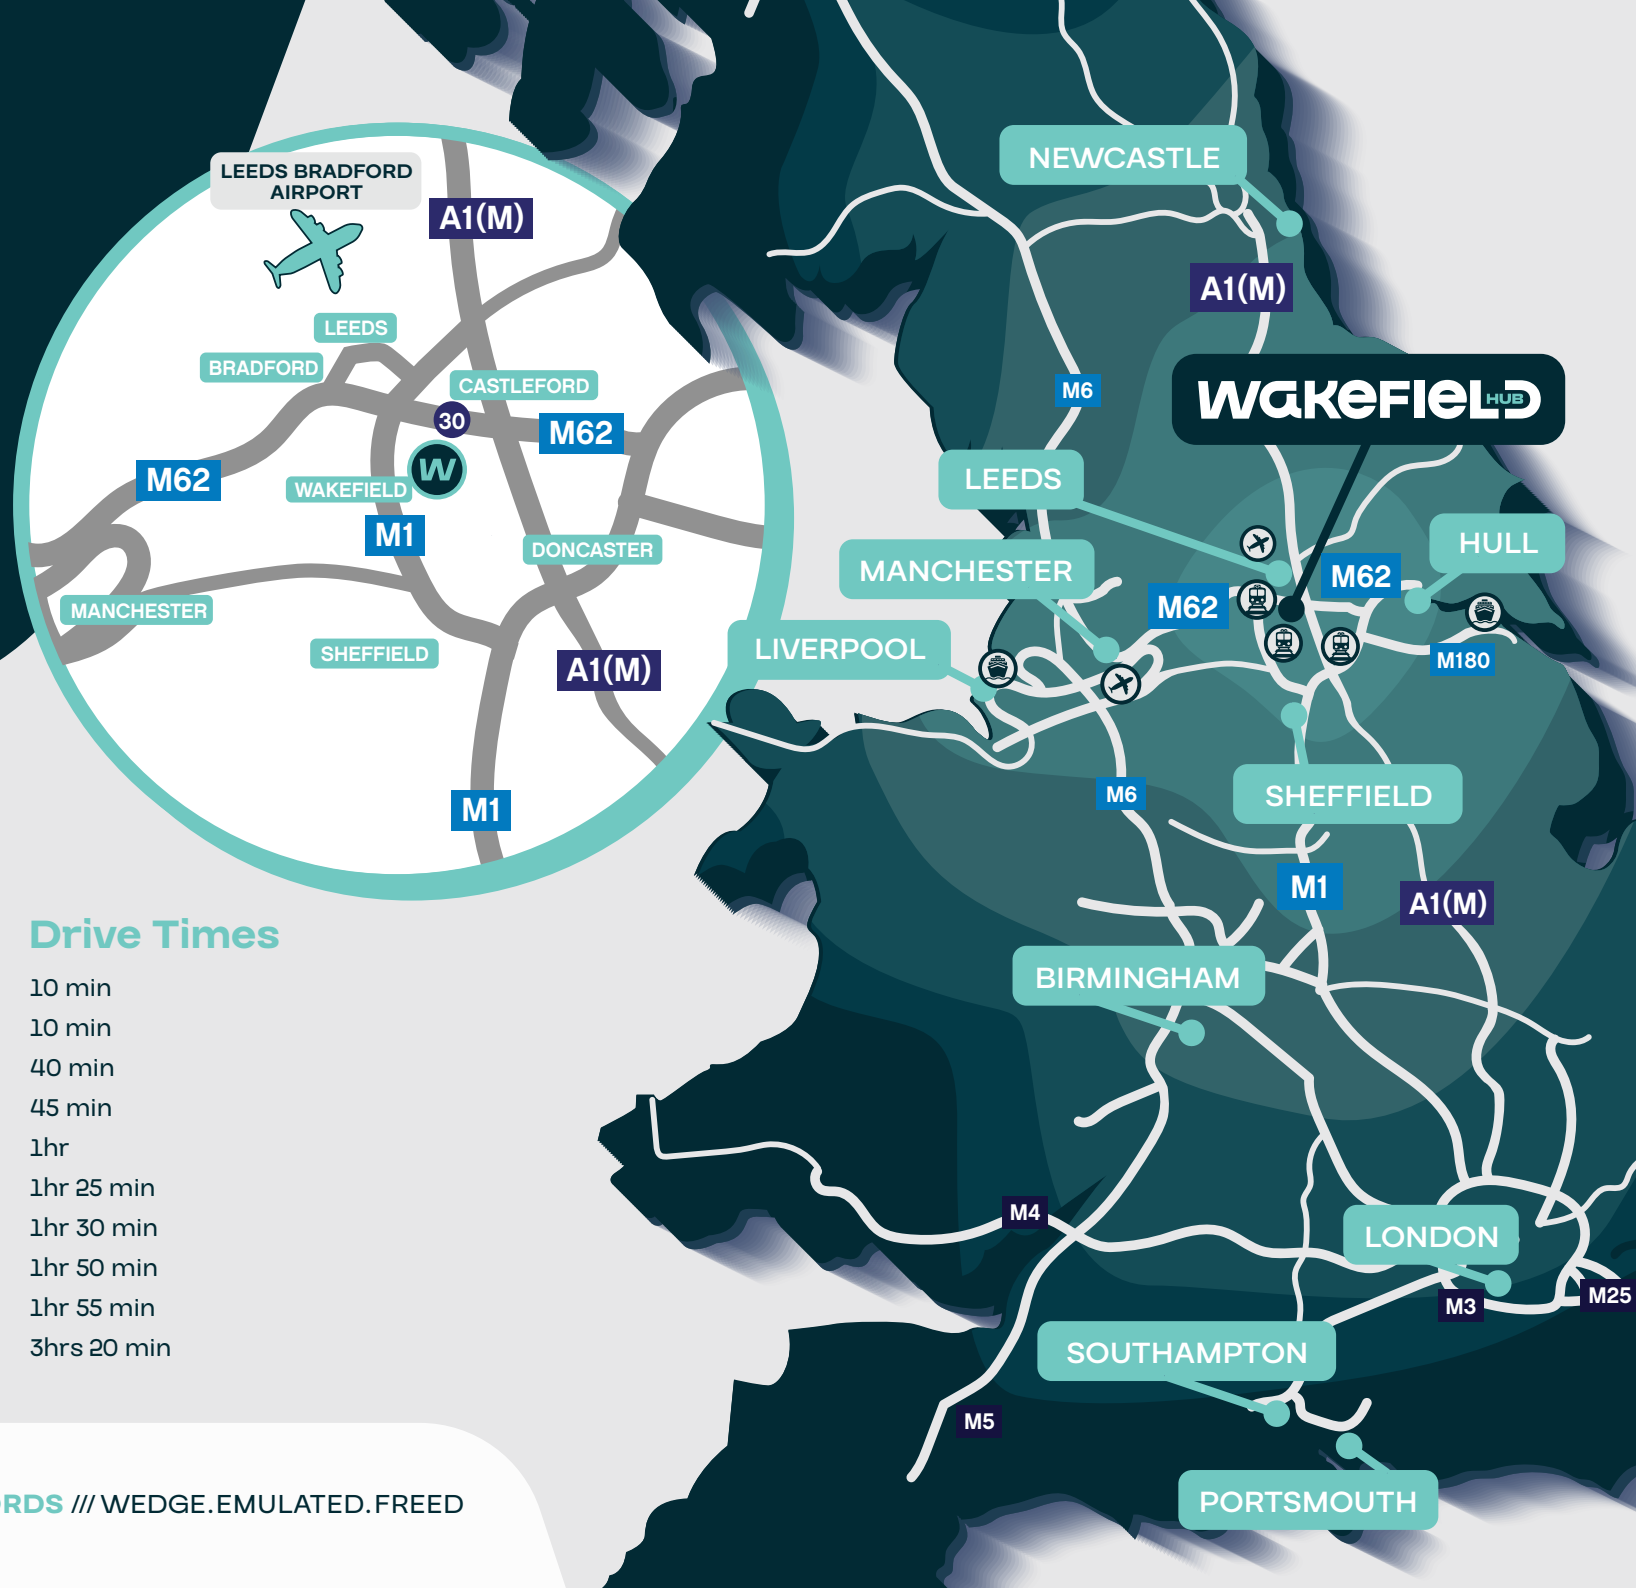 LEEDS BRADFORD
AIRPORT
A1(M)
LEEDS
BRADFORD
CASTLEFORD
30
M62
W
M62
WAKEFIELD
M1
DONCASTER
MANCHESTER
SHEFFIELD
A1(M)
M1
NEWCASTLE
A1(M)
M6
WAKEFIELD HUB
LEEDS
HULL
MANCHESTER
M62
M62
LIVERPOOL
M180
M6
SHEFFIELD
M1
A1(M)
BIRMINGHAM
M4
LONDON
M3
M25
SOUTHAMPTON
M5
PORTSMOUTH
Drive Times
10 min
10 min
40 min
45 min
1hr
1hr 25 min
1hr 30 min
1hr 50 min
1hr 55 min
3hrs 20 min
RDS /// WEDGE.EMULATED.FREED